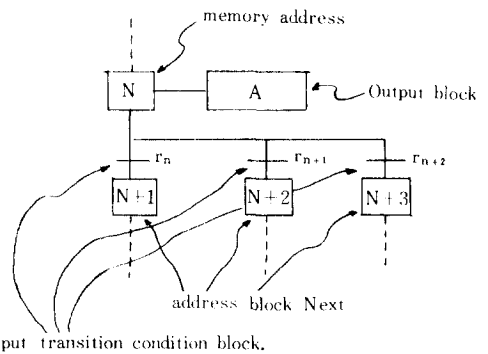 memory address
N
A
Output block
rn
rn+1
rn+2
N+1
N+2
N+3
address block Next
put transition condition block.